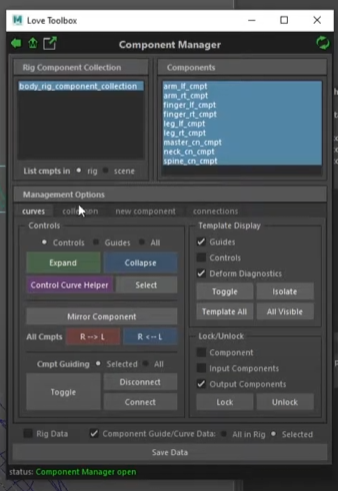 Love Toolbox
Component Manager
Rig Component Collection
Components
body_rig_component_collection
arm_lf_cmpt
arm_rt_cmpt
finger_lf_cmpt
finger_rt_cmpt
leg_lf_cmpt
leg_rt_cmpt
master_cn_cmpt
neck_cn_cmpt
spine_cn_cmpt
List cmpts in rig scene
Management Options
curves new component connections
Controls
Controls Guides All
Expand Collapse
Control Curve Helper Select
Mirror Component
All Cmpts R --> L R <-- L
Cmpt Guiding Selected All
Toggle
Disconnect
Connect
Template Display
Guides
Controls
Deform Diagnostics
Toggle Isolate
Template All All Visible
Lock/Unlock
Component
Input Components
Output Components
Lock Unlock
Rig Data Component Guide/Curve Data: All in Rig Selected
Save Data
status: Component Manager open